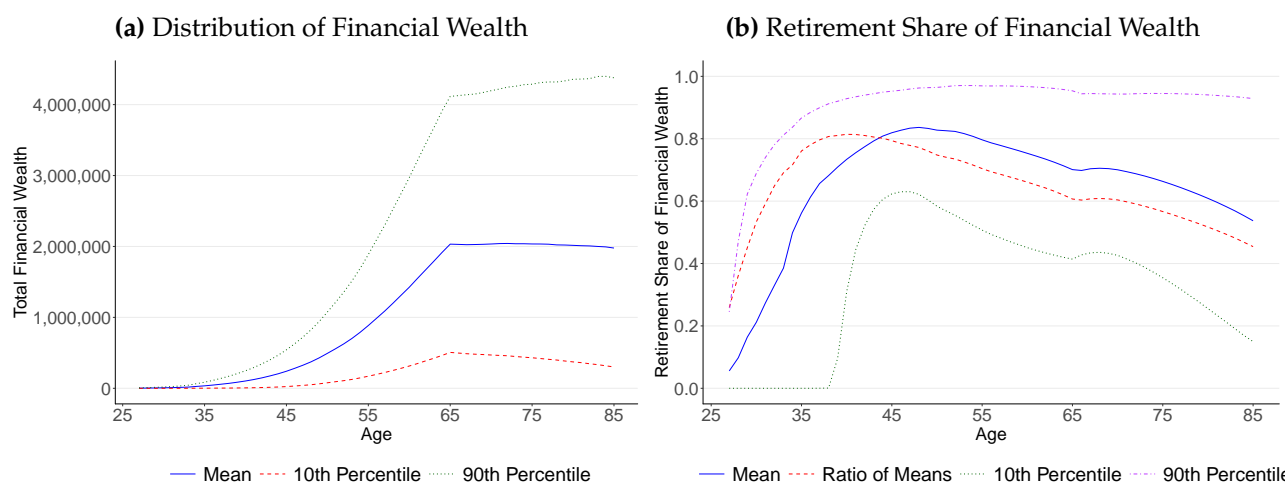 (a) Distribution of Financial Wealth
Total Financial Wealth
4,000,000
3,000,000
2,000,000
1,000,000
0
25 35 45 55 65 75 85
Age
Mean 10th Percentile 90th Percentile
(b) Retirement Share of Financial Wealth
Retirement Share of Financial Wealth
1.0
0.8
0.6
0.4
0.2
0.0
25 35 45 55 65 75 85
Age
Mean Ratio of Means 10th Percentile 90th Percentile